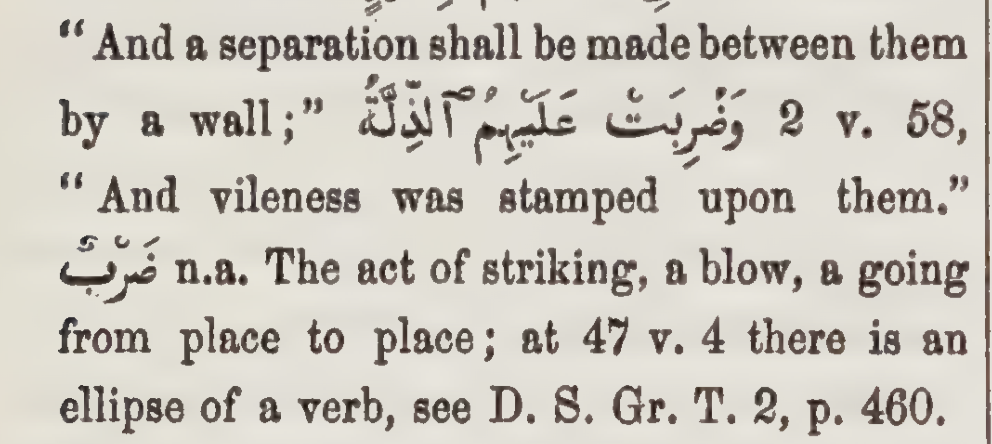 “And a separation shall be made between them
by a wall;” وَضُرِبَتْ عَلَيْهِمُ ٱلذِّلَّةُ 2 v. 58,
“And vileness was stamped upon them.”
ضَرْبٌ n.a. The act of striking, a blow, a going
from place to place; at 47 v. 4 there is an
ellipse of a verb, see D. S. Gr. T. 2, p. 460.